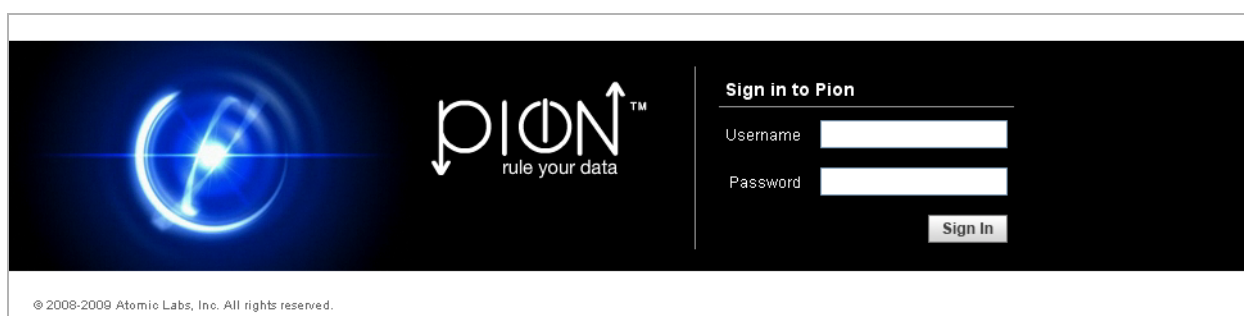 pION™
rule your data
Sign in to Pion
Username
Password
Sign In
© 2008-2009 Atomic Labs, Inc. All rights reserved.